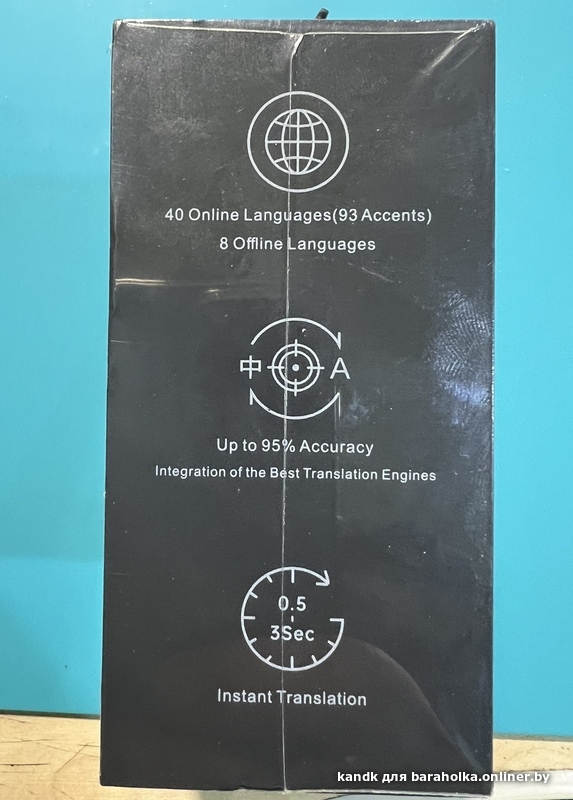 40 Online Languages(93 Accents)
8 Offline Languages
中 A
Up to 95% Accuracy
Integration of the Best Translation Engines
0.5
3Sec
Instant Translation
kandk для baraholka.onliner.by